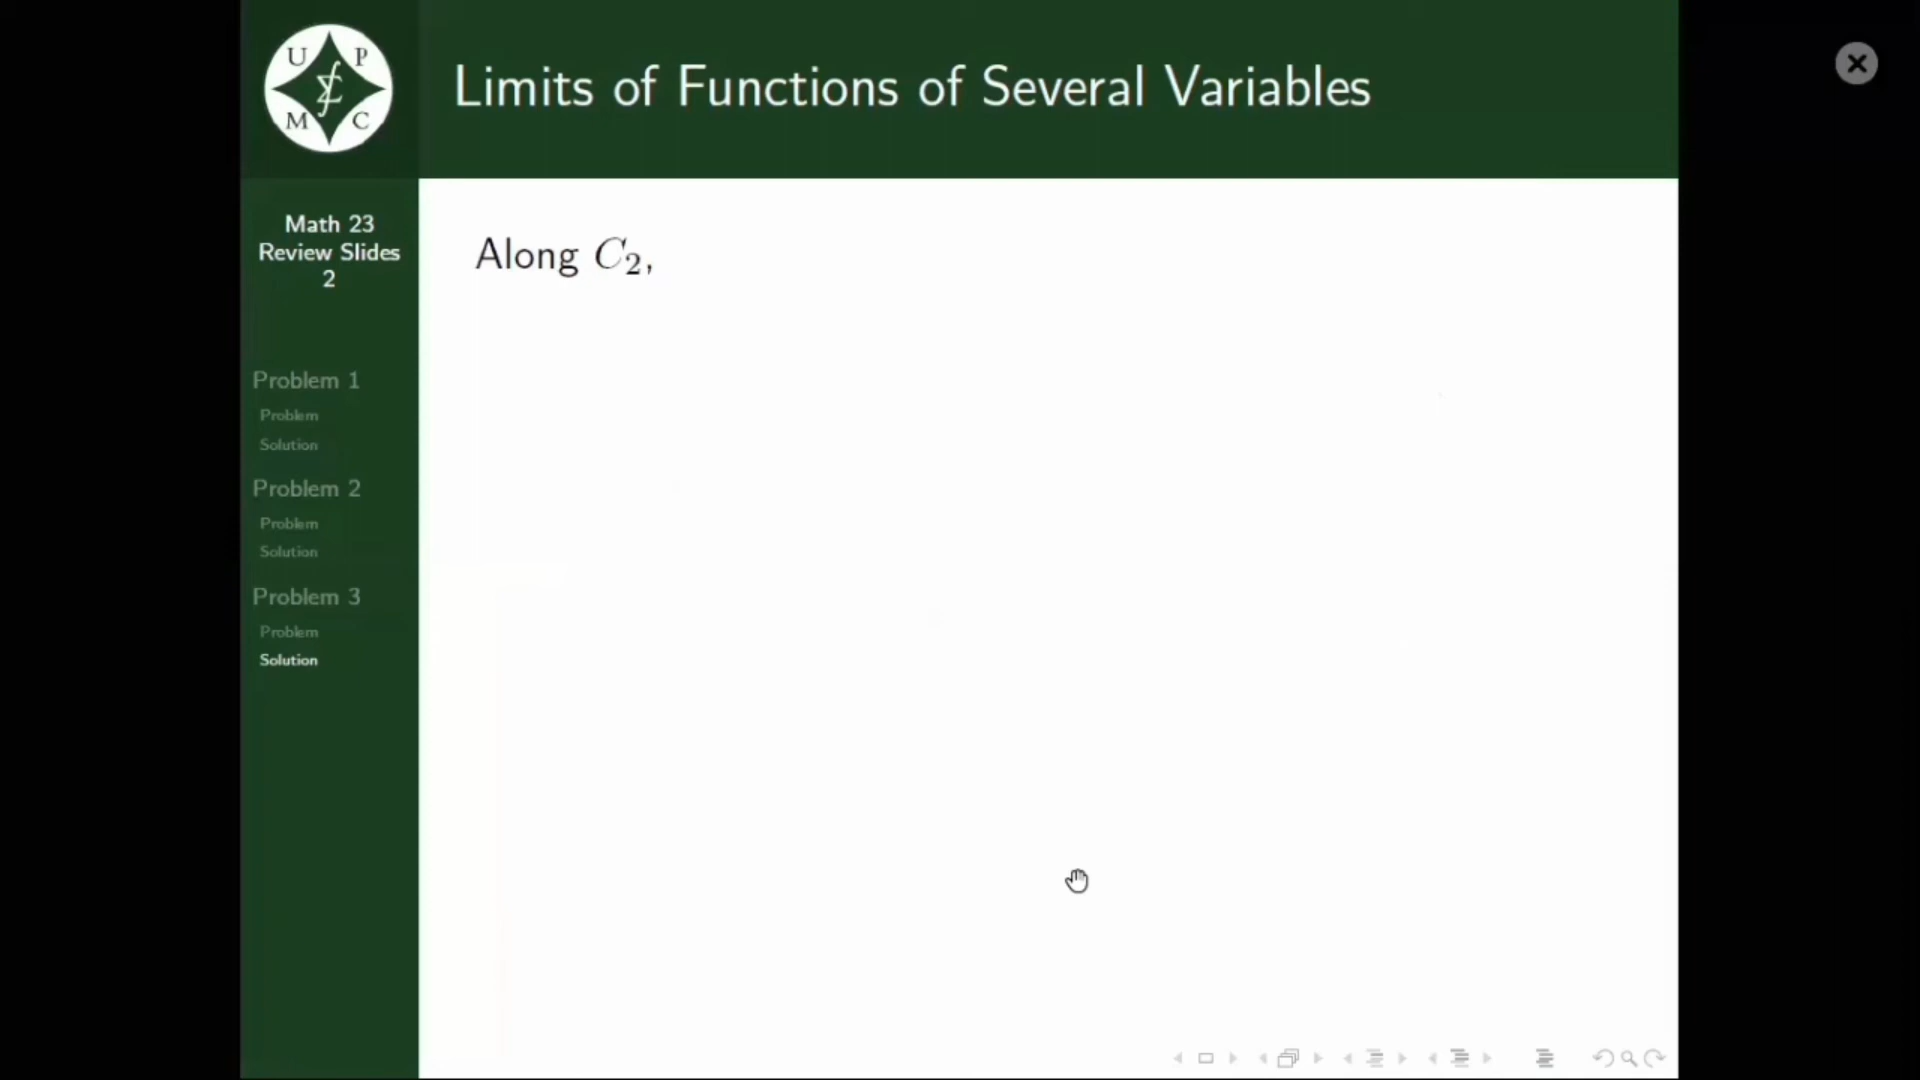 U P
M C
Limits of Functions of Several Variables
Math 23
Review Slides
2
Along C₂,
Problem 1
Problem
Solution
Problem 2
Problem
Solution
Problem 3
Problem
Solution